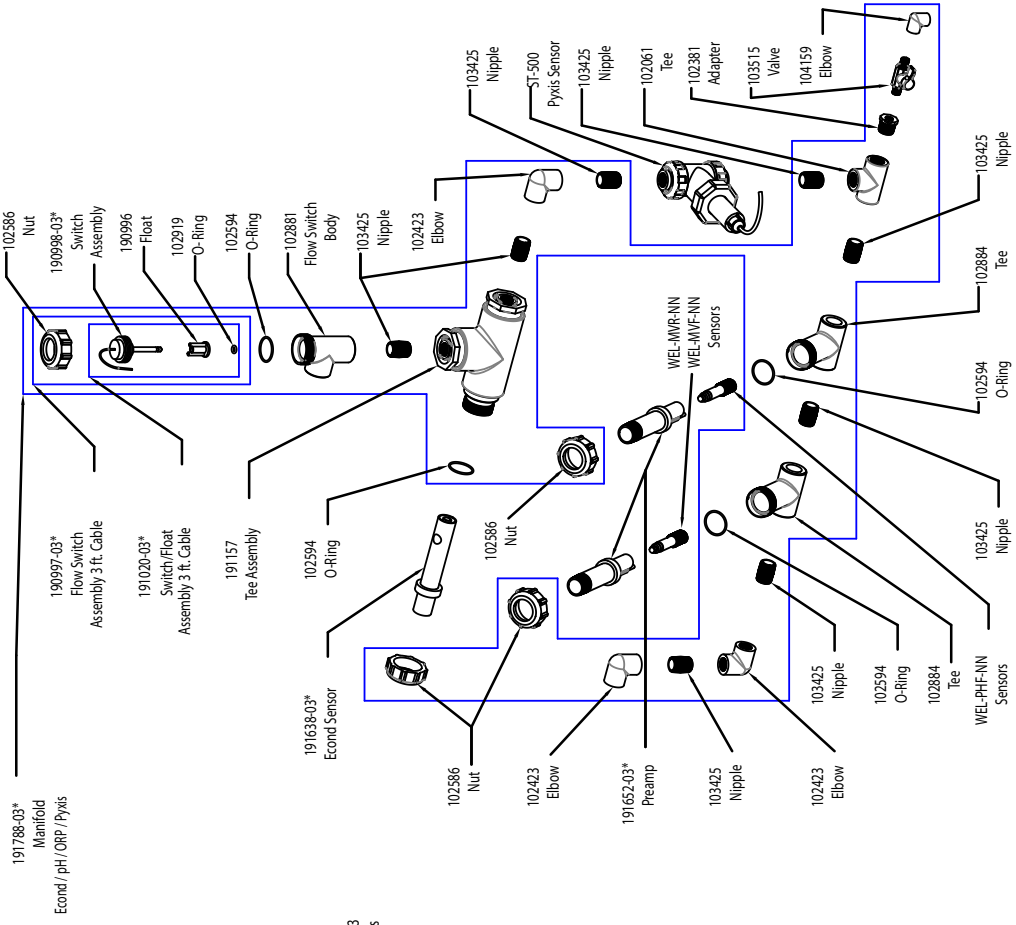 102586
Nut
190998-03*
Switch
Assembly
190996
Float
102919
O-Ring
102594
O-Ring
102881
Flow Switch
Body
103425
Nipple
102423
Elbow
103425
Nipple
ST-500
Pyxis Sensor
103425
Nipple
102061
Tee
102381
Adapter
103515
Valve
104159
Elbow
103425
Nipple
102884
Tee
102594
O-Ring
103425
Nipple
WEL-MVR-NN
WEL-MVF-NN
Sensors
191788-03*
Manifold
Econd / pH / ORP / Pyxis
190997-03*
Flow Switch
Assembly 3 ft. Cable
191020-03*
Switch/Float
Assembly 3 ft. Cable
191157
Tee Assembly
102594
O-Ring
102586
Nut
191638-03*
Econd Sensor
102586
Nut
102423
Elbow
191652-03*
Preamp
103425
Nipple
102423
Elbow
103425
Nipple
102594
O-Ring
102884
Tee
WEL-PHF-NN
Sensors
3
s